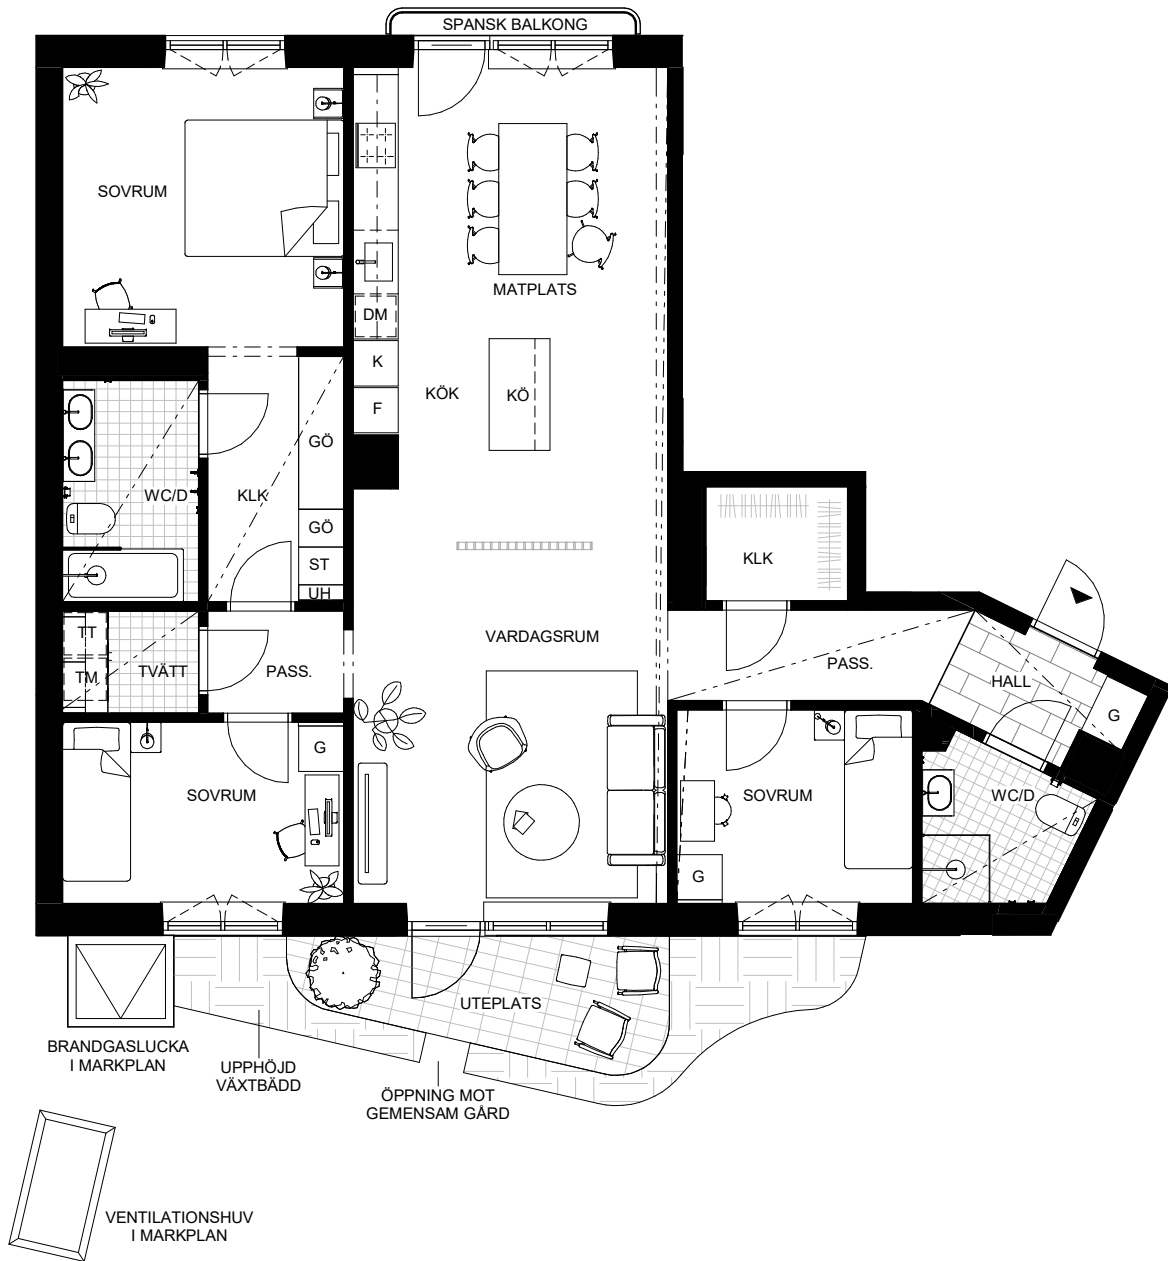 SPANSK BALKONG
SOVRUM
MATPLATS
DM
K
F
KÖK
KÖ
GÖ
WC/D
KLK
GÖ
ST
UH
KLK
TT
TM
TVÄTT
PASS.
VARDAGSRUM
PASS.
HALL
G
G
SOVRUM
SOVRUM
WC/D
G
UTEPLATS
BRANDGASLUCKA
I MARKPLAN
UPPHÖJD
VÄXTBÄDD
ÖPPNING MOT
GEMENSAM GÅRD
VENTILATIONSHUV
I MARKPLAN